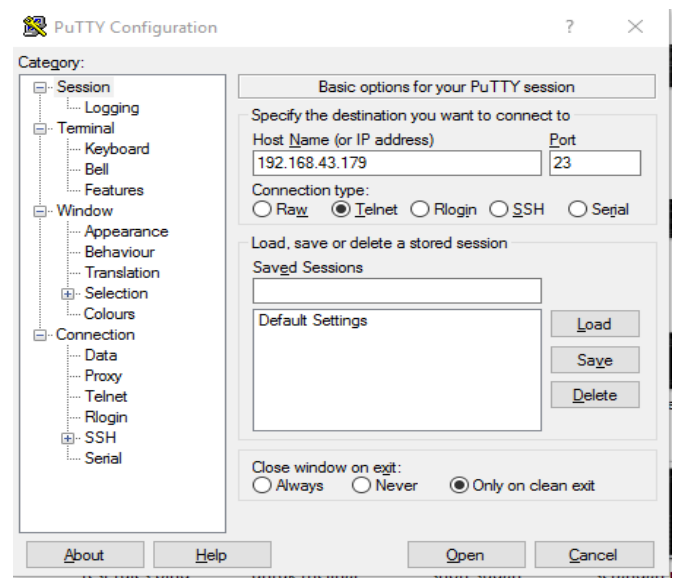 PuTTY Configuration
?
Category:
Session
Logging
Terminal
Keyboard
Bell
Features
Window
Appearance
Behaviour
Translation
Selection
Colours
Connection
Data
Proxy
Telnet
Rlogin
SSH
Serial
Basic options for your PuTTY session
Specify the destination you want to connect to
Host Name (or IP address) Port
192.168.43.179 23
Connection type:
Raw Telnet Rlogin SSH Serial
Load, save or delete a stored session
Saved Sessions
Default Settings
Load
Save
Delete
Close window on exit:
Always Never Only on clean exit
About Help Open Cancel